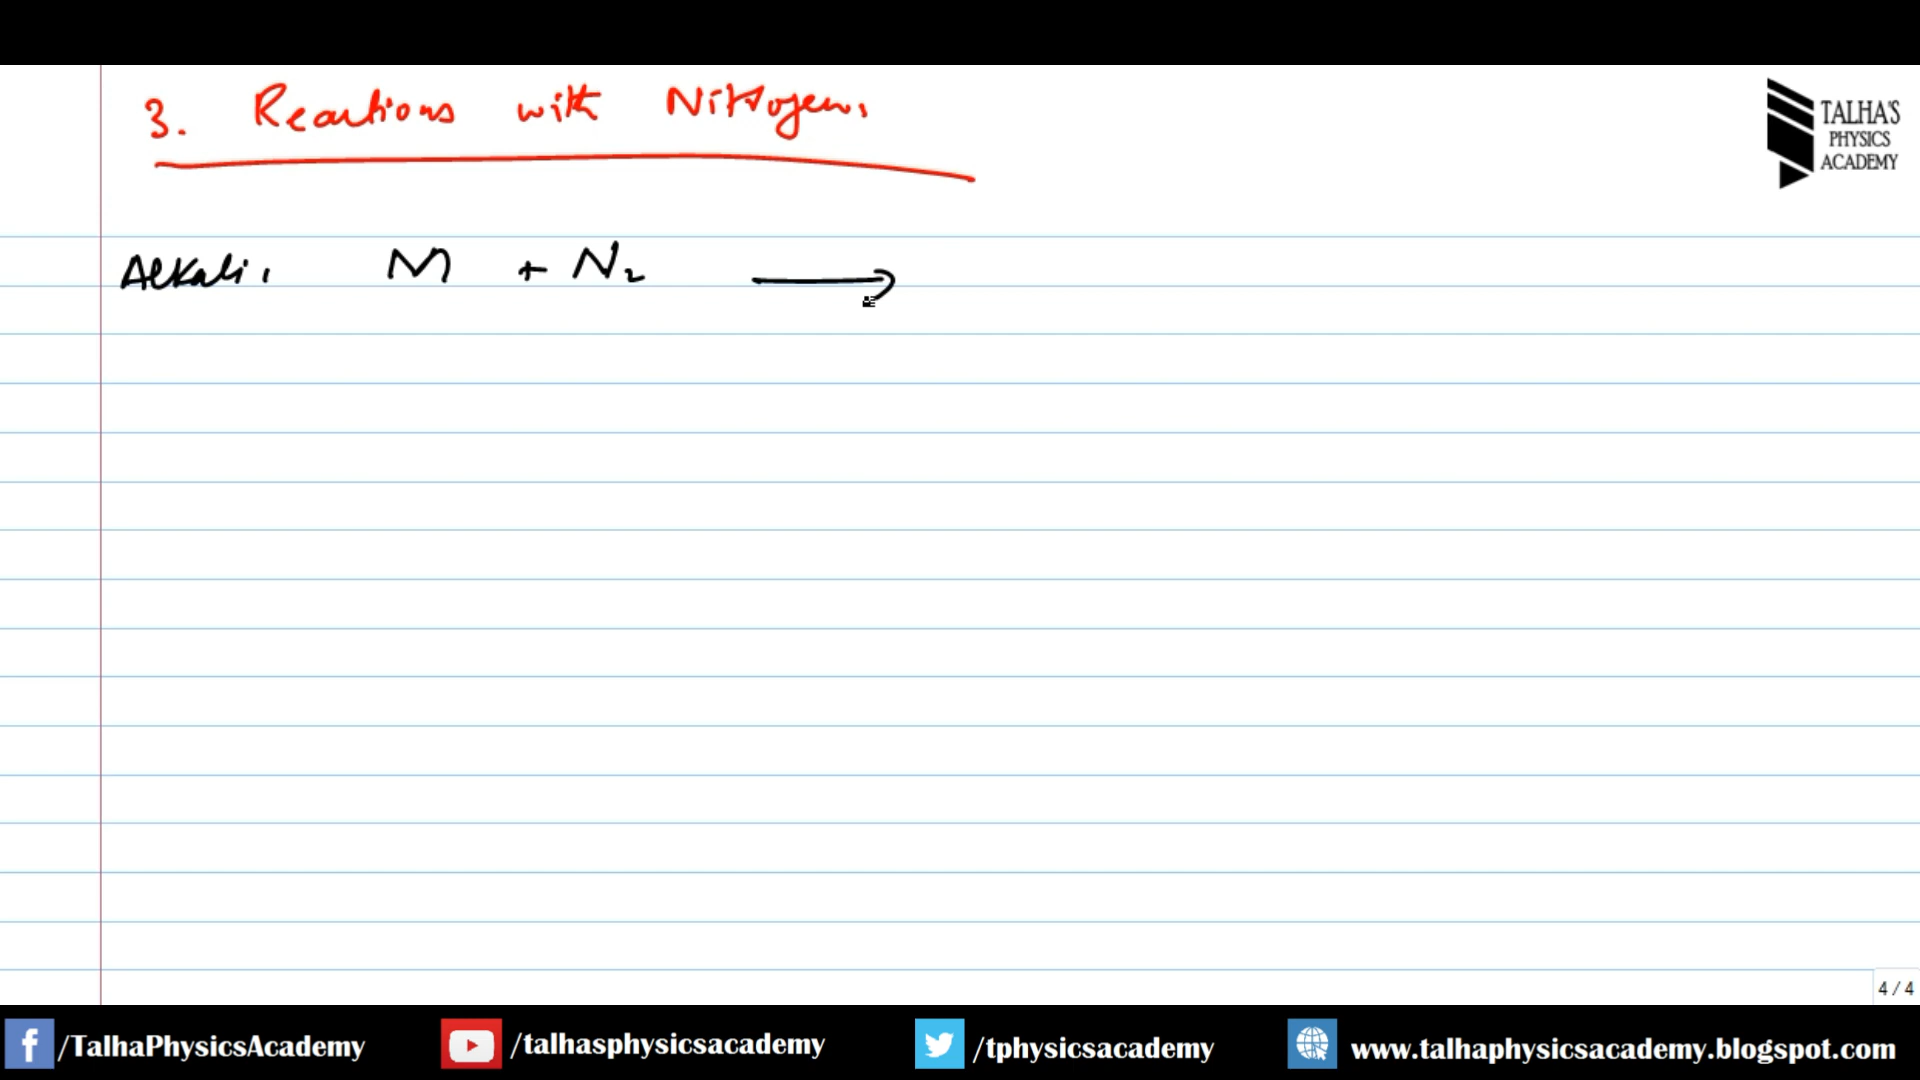 3. Reactions with Nitrogen.
TALHA'S
PHYSICS
ACADEMY
Alkali. M + N₂ ⟶
4 / 4
/TalhaPhysicsAcademy /talhasphysicsacademy /tphysicsacademy www.talhaphysicsacademy.blogspot.com